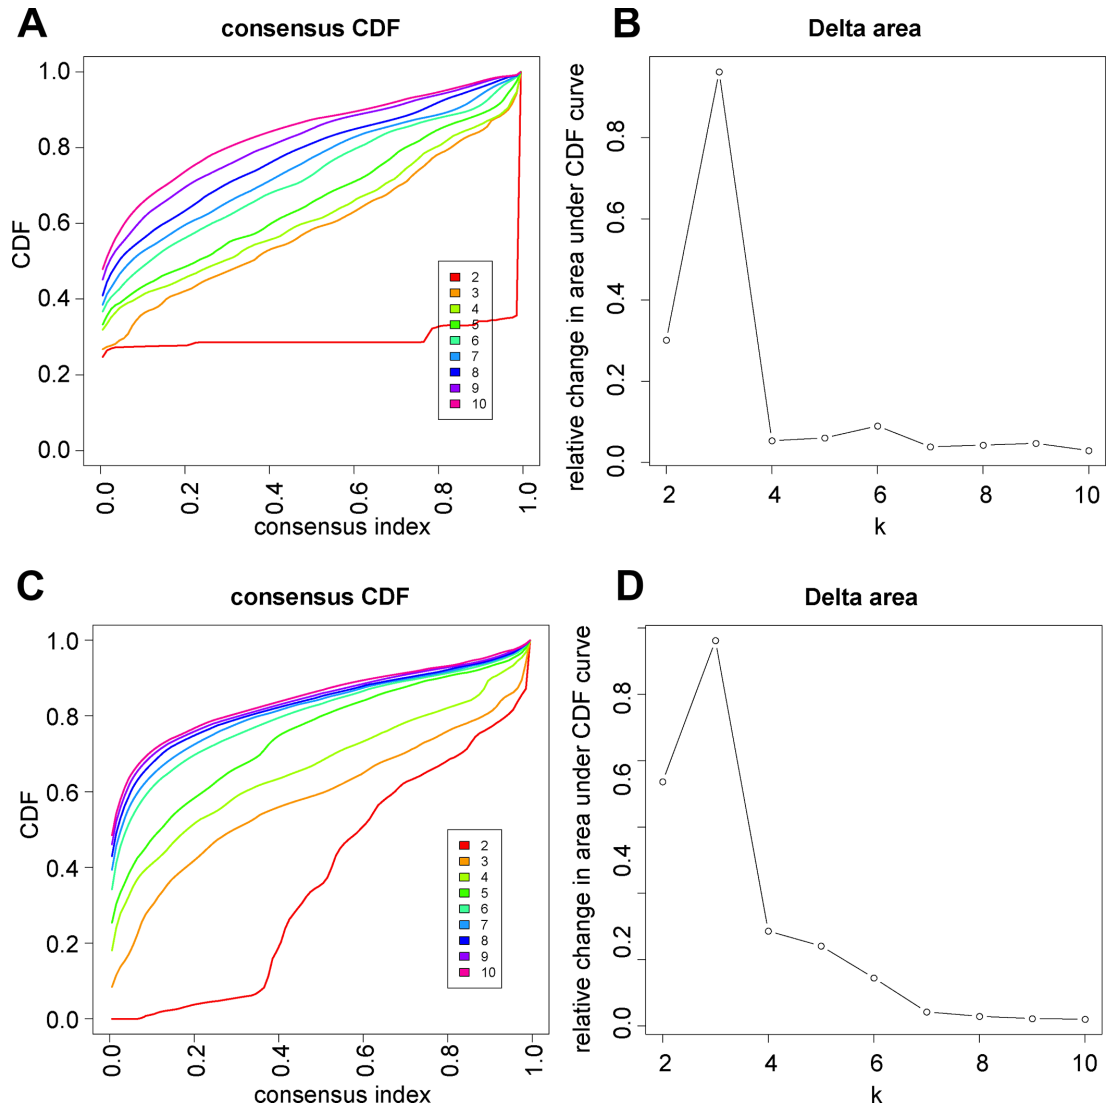 A
consensus CDF
CDF
1.0
0.8
0.6
0.4
0.2
0.0
2
3
4
5
6
7
8
9
10
0.0 0.2 0.4 0.6 0.8 1.0
consensus index
B
Delta area
relative change in area under CDF curve
0.8
0.6
0.4
0.2
0.0
2 4 6 8 10
k
C
consensus CDF
CDF
1.0
0.8
0.6
0.4
0.2
0.0
2
3
4
5
6
7
8
9
10
0.0 0.2 0.4 0.6 0.8 1.0
consensus index
D
Delta area
relative change in area under CDF curve
0.8
0.6
0.4
0.2
0.0
2 4 6 8 10
k